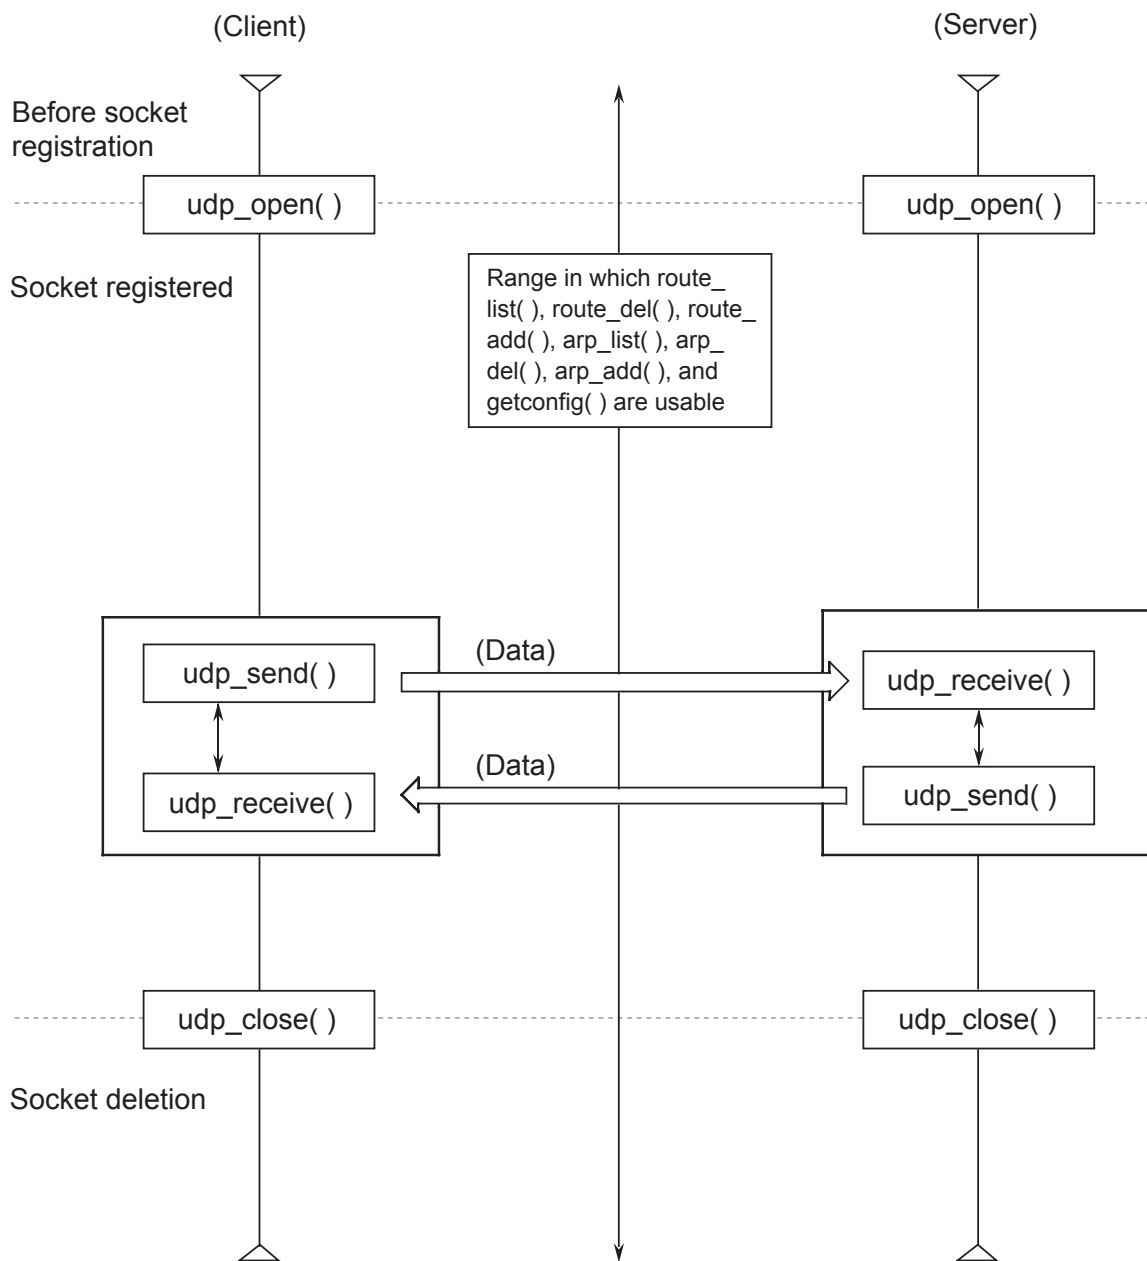 (Client)
(Server)
Before socket
registration
udp_open( )
udp_open( )
Socket registered
Range in which route_
list( ), route_del( ), route_
add( ), arp_list( ), arp_
del( ), arp_add( ), and
getconfig( ) are usable
(Data)
udp_send( )
udp_receive( )
(Data)
udp_receive( )
udp_send( )
udp_close( )
udp_close( )
Socket deletion